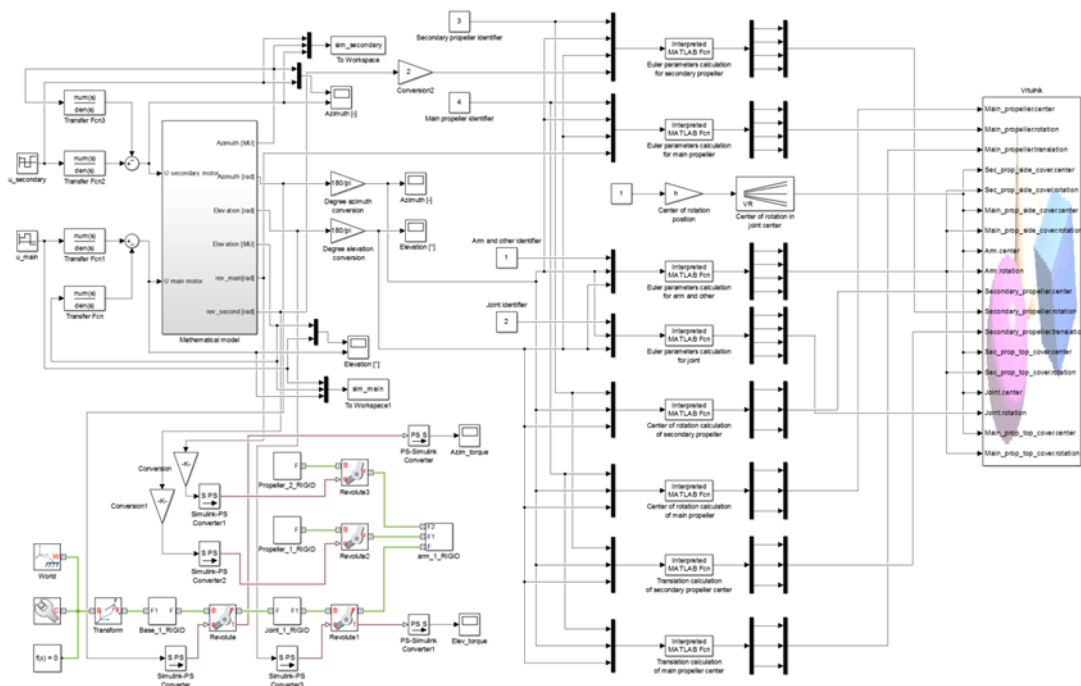 3
Secondary propeller identifier
sim_secondary
To Workspace
2
Conversion2
Azimuth [-]
4
Main propeller identifier
Interpreted
MATLAB Fcn
Euler parameters calculation
for secondary propeller
Interpreted
MATLAB Fcn
Euler parameters calculation
for main propeller
num(s)
den(s)
Transfer Fcn3
u_secondary
num(s)
den(s)
Transfer Fcn2
U secondary motor
Azimuth [MU]
Azimuth [rad]
Elevation [rad]
Elevation [MU]
U main motor
rev_main[rad]
rev_second [rad]
Mathematical model
u_main
num(s)
den(s)
Transfer Fcn1
num(s)
den(s)
Transfer Fcn
180/pi
Degree azimuth
conversion
Azimuth [-]
180/pi
Degree elevation
conversion
Elevation [°]
Elevation [°]
sim_main
To Workspace1
1
h
Center of rotation
position
VR
Center of rotation in
joint center
Arm and other identifier
1
Interpreted
MATLAB Fcn
Euler parameters calculation
for arm and other
Joint identifier
2
Interpreted
MATLAB Fcn
Euler parameters calculation
for joint
Interpreted
MATLAB Fcn
Center of rotation calculation
of secondary propeller
Interpreted
MATLAB Fcn
Center of rotation calculation
of main propeller
Interpreted
MATLAB Fcn
Translation calculation
of secondary propeller center
Interpreted
MATLAB Fcn
Translation calculation
of main propeller center
Vrtulnik
Main_propeller.center
Main_propeller.rotation
Main_propeller.translation
Sec_prop_side_cover.center
Sec_prop_side_cover.rotation
Main_prop_side_cover.center
Main_prop_side_cover.rotation
Arm.center
Arm.rotation
Secondary_propeller.center
Secondary_propeller.rotation
Secondary_propeller.translation
Sec_prop_top_cover.center
Sec_prop_top_cover.rotation
Joint.center
Joint.rotation
Main_prop_top_cover.center
Main_prop_top_cover.rotation
-K-
Conversion
-K-
Conversion1
S PS
Simulink-PS
Converter1
S PS
Simulink-PS
Converter2
F
Propeller_2_RIGID
B
F
Revolute3
F
Propeller_1_RIGID
B
F
Revolute2
F2
F1
F
arm_1_RIGID
PS S
PS-Simulink
Converter
Azim_torque
W
World
C
f(x) = 0
B
F
Transform
F1
F
Base_1_RIGID
B
F
Revolute
F
F1
Joint_1_RIGID
B
F
Revolute1
PS S
PS-Simulink
Converter1
Elev_torque
S PS
Simulink-PS
Converter
S PS
Simulink-PS
Converter3